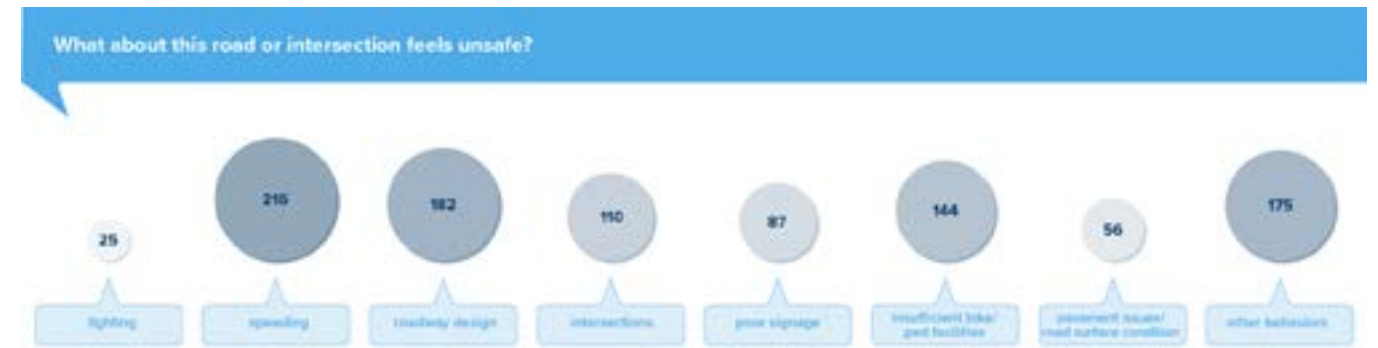 What about this road or intersection feels unsafe?
25
216
182
110
87
144
56
175
lighting
speeding
roadway design
intersections
poor signage
insufficient bike/
ped facilities
pavement issues/
road surface condition
other behaviors